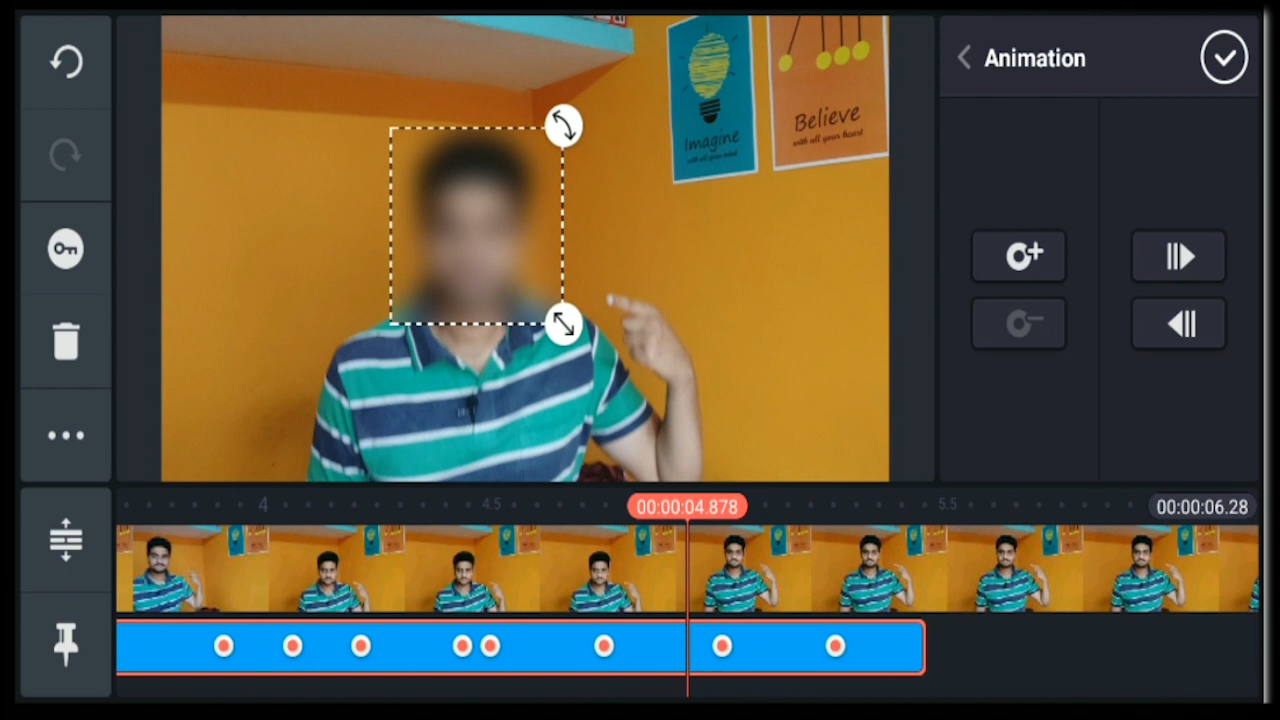 Animation
Imagine
with all your mind
Believe
with all your heart
4
4.5
00:00:04.878
5.5
00:00:06.28